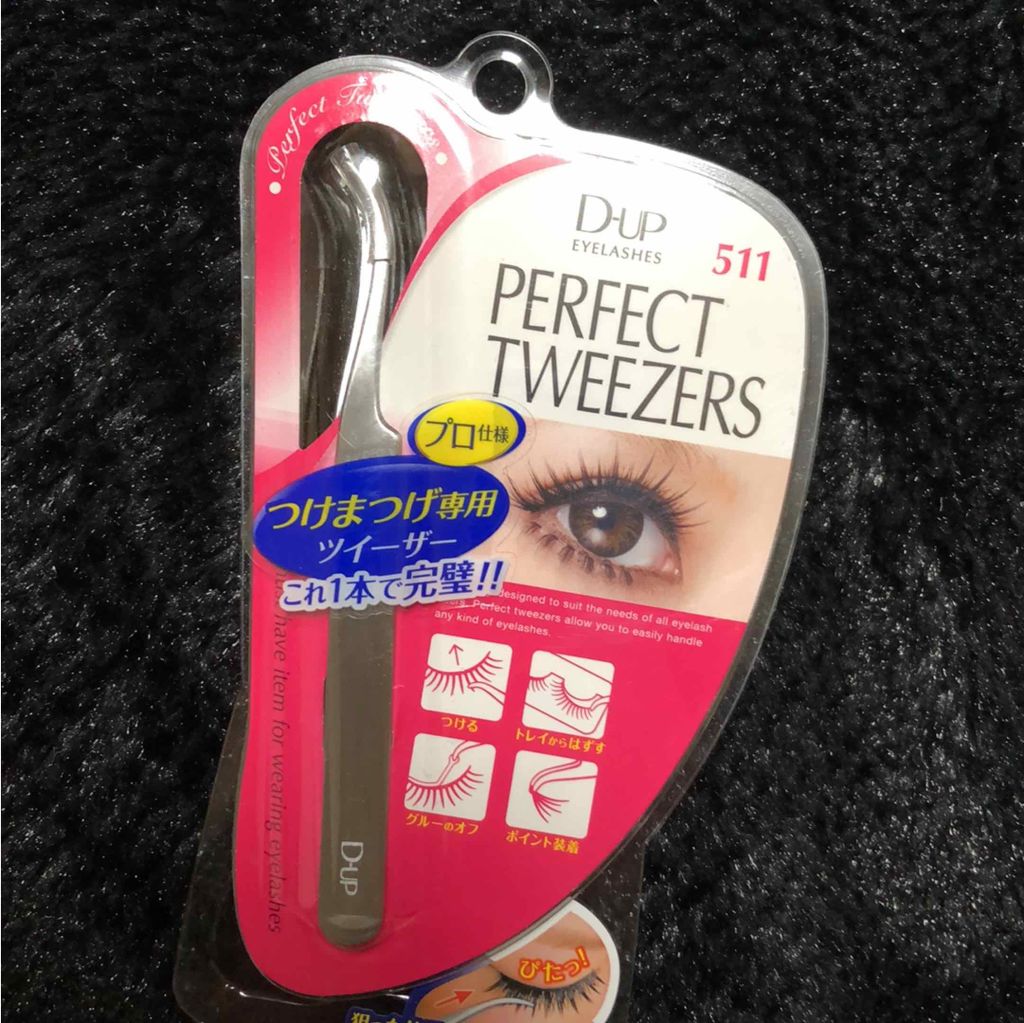 Perfect
D-UP
EYELASHES
511
PERFECT
TWEEZERS
プロ仕様
つけまつげ専用
ツイーザー
これ1本で完璧!!
designed to suit the needs of all eyelash
Perfect tweezers allow you to easily handle
any kind of eyelashes.
つける
トレイからはずす
グルーのオフ
ポイント装着
have item for wearing eyelashes
D-UP
ぴたっ!
狙った